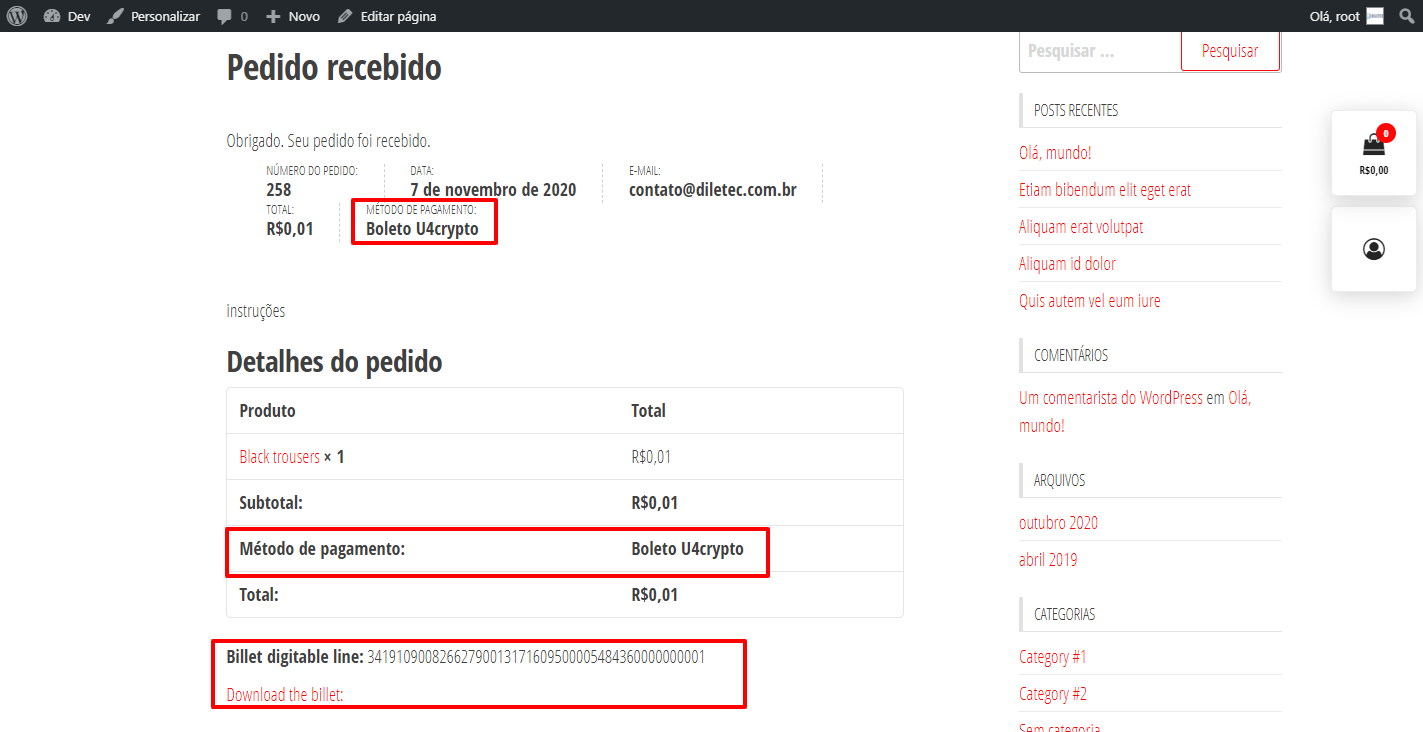 Dev Personalizar 0 Novo Editar página Olá, root
Pedido recebido
Obrigado. Seu pedido foi recebido.
NÚMERO DO PEDIDO:
258
DATA:
7 de novembro de 2020
E-MAIL:
contato@diletec.com.br
TOTAL:
R$0,01
MÉTODO DE PAGAMENTO:
Boleto U4crypto
instruções
Detalhes do pedido
Produto Total
Black trousers × 1 R$0,01
Subtotal: R$0,01
Método de pagamento: Boleto U4crypto
Total: R$0,01
Billet digitable line: 34191090082662790013171609500005484360000000001
Download the billet:
Pesquisar ... Pesquisar
POSTS RECENTES
Olá, mundo!
Etiam bibendum elit eget erat
Aliquam erat volutpat
Aliquam id dolor
Quis autem vel eum iure
COMENTÁRIOS
Um comentarista do WordPress em Olá,
mundo!
ARQUIVOS
outubro 2020
abril 2019
CATEGORIAS
Category #1
Category #2
Sem categoria
0
R$0,00